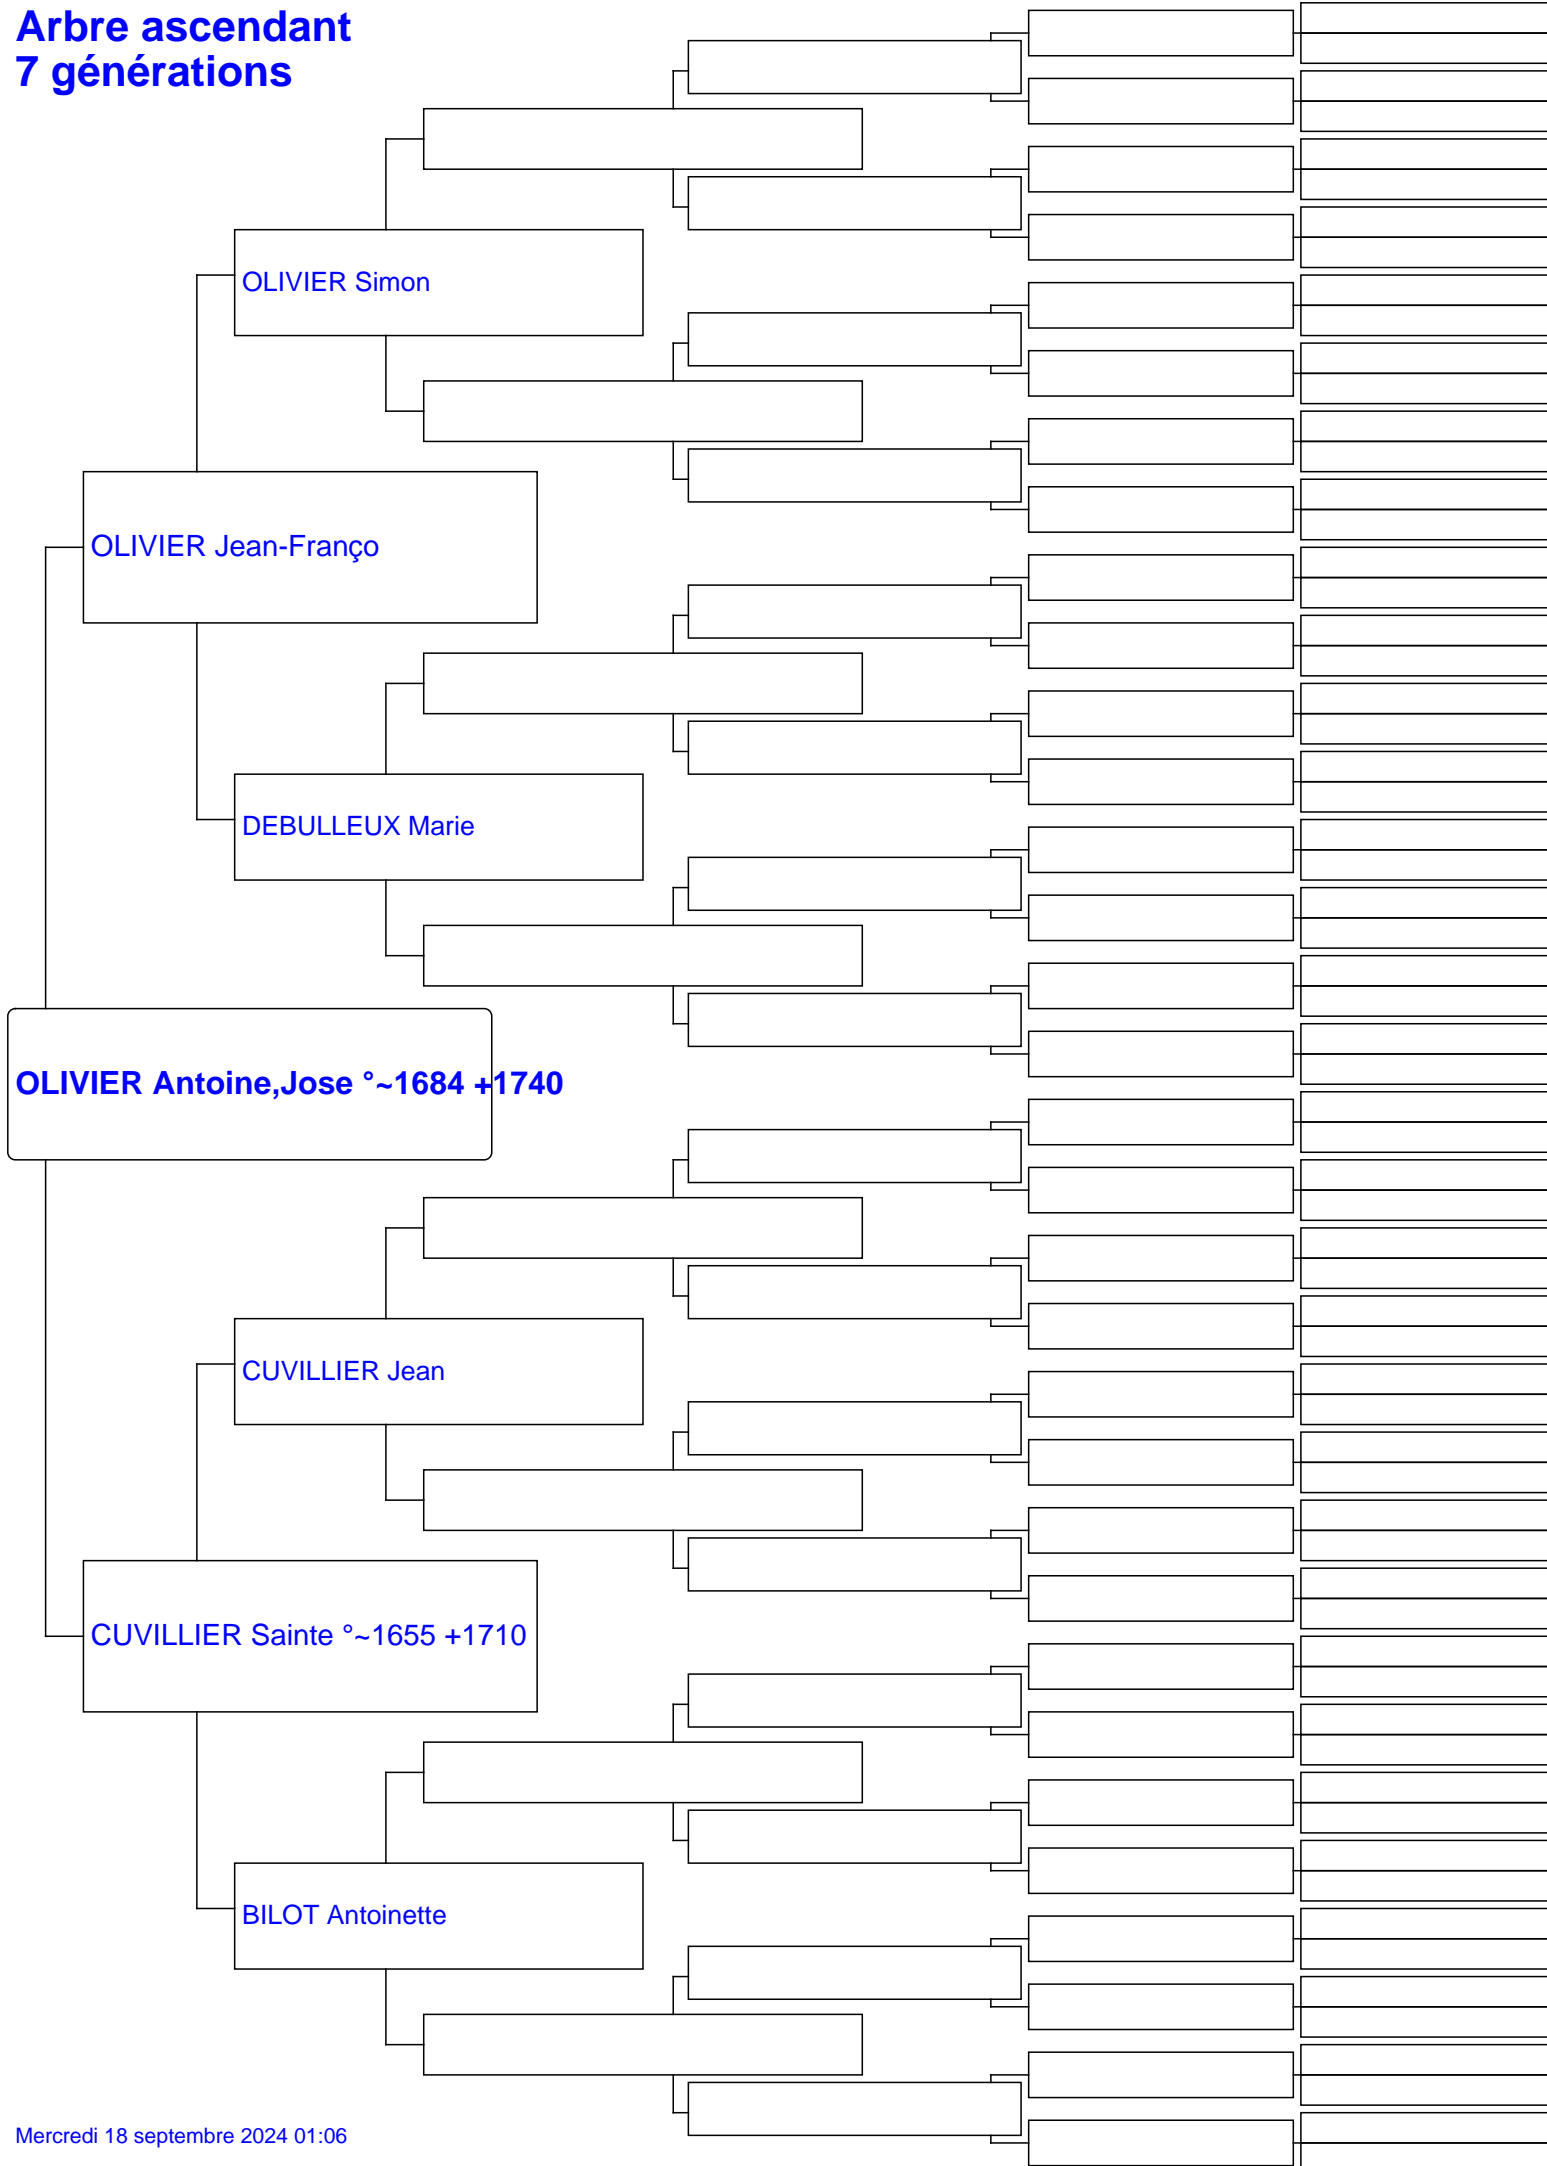 Arbre ascendant
7 générations
OLIVIER Simon
OLIVIER Jean-Franço
DEBULLEUX Marie
OLIVIER Antoine,Jose °~1684 +1740
CUVILLIER Jean
CUVILLIER Sainte °~1655 +1710
BILOT Antoinette
Mercredi 18 septembre 2024 01:06